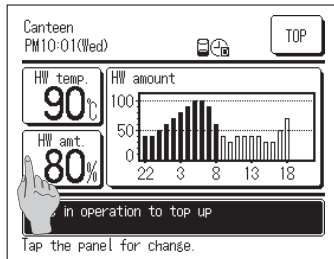 Canteen
PM10:01(Wed)
TOP
HW temp.
90℃
HW amount
100
50
0
22 3 8 13 18
HW amt.
80%
in operation to top up
Tap the panel for change.